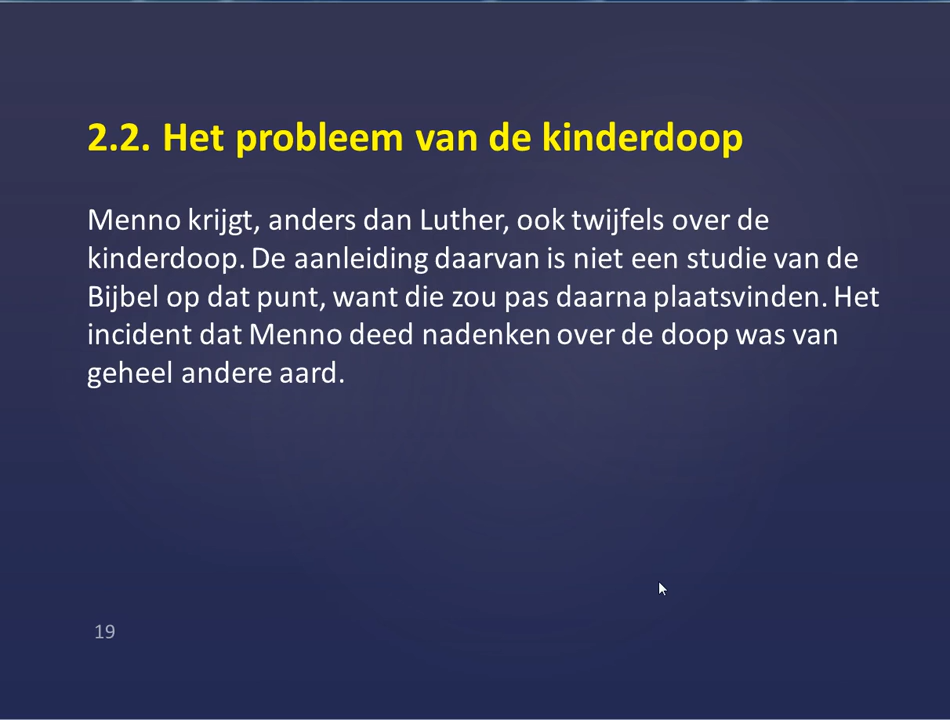 2.2. Het probleem van de kinderdoop
Menno krijgt, anders dan Luther, ook twijfels over de
kinderdoop. De aanleiding daarvan is niet een studie van de
Bijbel op dat punt, want die zou pas daarna plaatsvinden. Het
incident dat Menno deed nadenken over de doop was van
geheel andere aard.
19